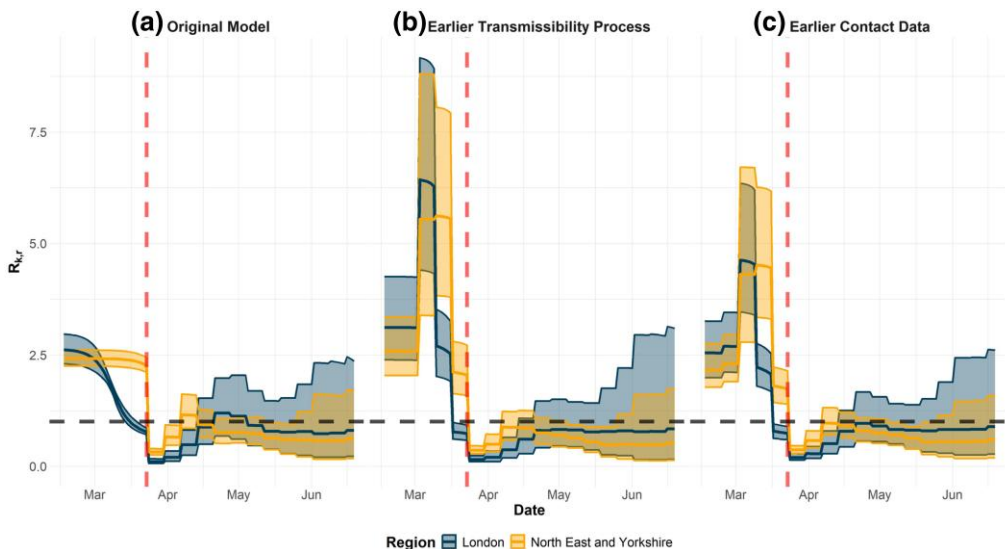 (a) Original Model
(b) Earlier Transmissibility Process
(c) Earlier Contact Data
R_{k,r}
7.5
5.0
2.5
0.0
Mar Apr May Jun Mar Apr May Jun Mar Apr May Jun
Date
Region London North East and Yorkshire